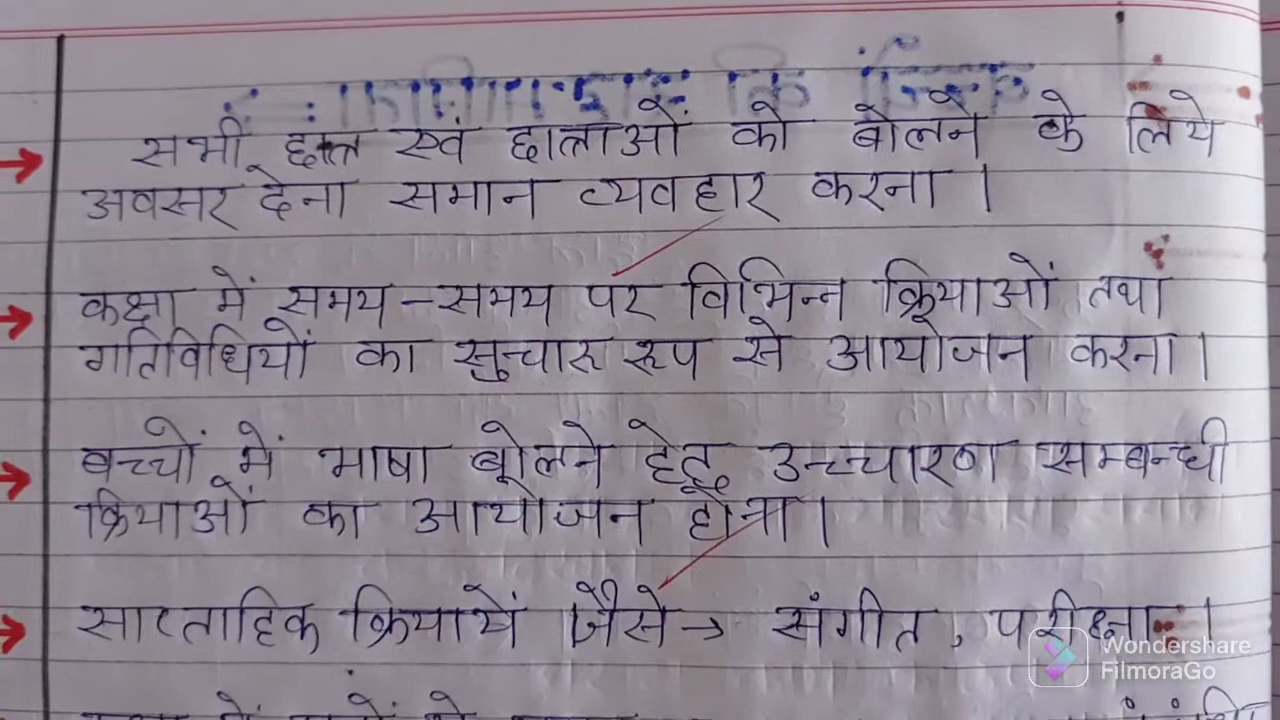 सभी छात्र एवं छात्राओं को बोलने के लिये
अवसर देना समान व्यवहार करना।
कक्षा में समय-समय पर विभिन्न क्रियाओं तथा
गतिविधियों का सुचारू रूप से आयोजन करना।
बच्चों में भाषा बोलने हेतु उच्चारण सम्बन्धी
क्रियाओं का आयोजन होना।
साप्ताहिक क्रियायें जैसे→ संगीत, परीक्षा।
Wondershare
FilmoraGo